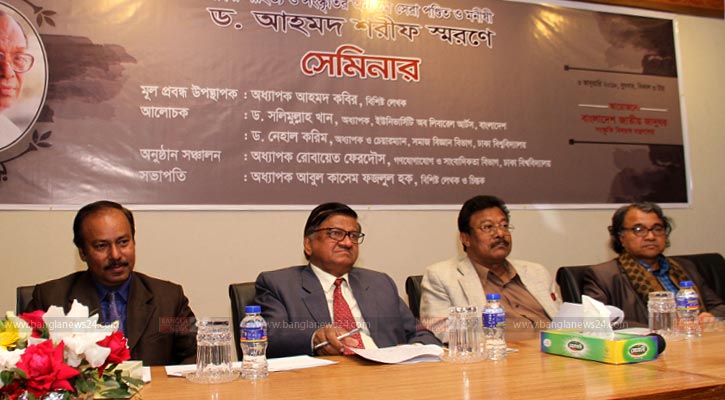 সংস্কৃতির
সেরা পণ্ডিত ও মনীষী
ড. আহমদ শরীফ স্মরণে
সেমিনার
মূল প্রবন্ধ উপস্থাপক : অধ্যাপক আহমদ কবির, বিশিষ্ট লেখক
আলোচক : ড. সলিমুল্লাহ খান, অধ্যাপক, ইউনিভার্সিটি অব লিবারেল আর্টস, বাংলাদেশ
ড. নেহাল করিম, অধ্যাপক ও চেয়ারম্যান, সমাজ বিজ্ঞান বিভাগ, ঢাকা বিশ্ববিদ্যালয়
অনুষ্ঠান সঞ্চালন : অধ্যাপক রোবায়েত ফেরদৌস, গণযোগাযোগ ও সাংবাদিকতা বিভাগ, ঢাকা বিশ্ববিদ্যালয়
সভাপতি : অধ্যাপক আবুল কাসেম ফজলুল হক, বিশিষ্ট লেখক ও চিন্তক
আয়োজনে
বাংলাদেশ জাতীয় জাদুঘর
www.banglanews24.com